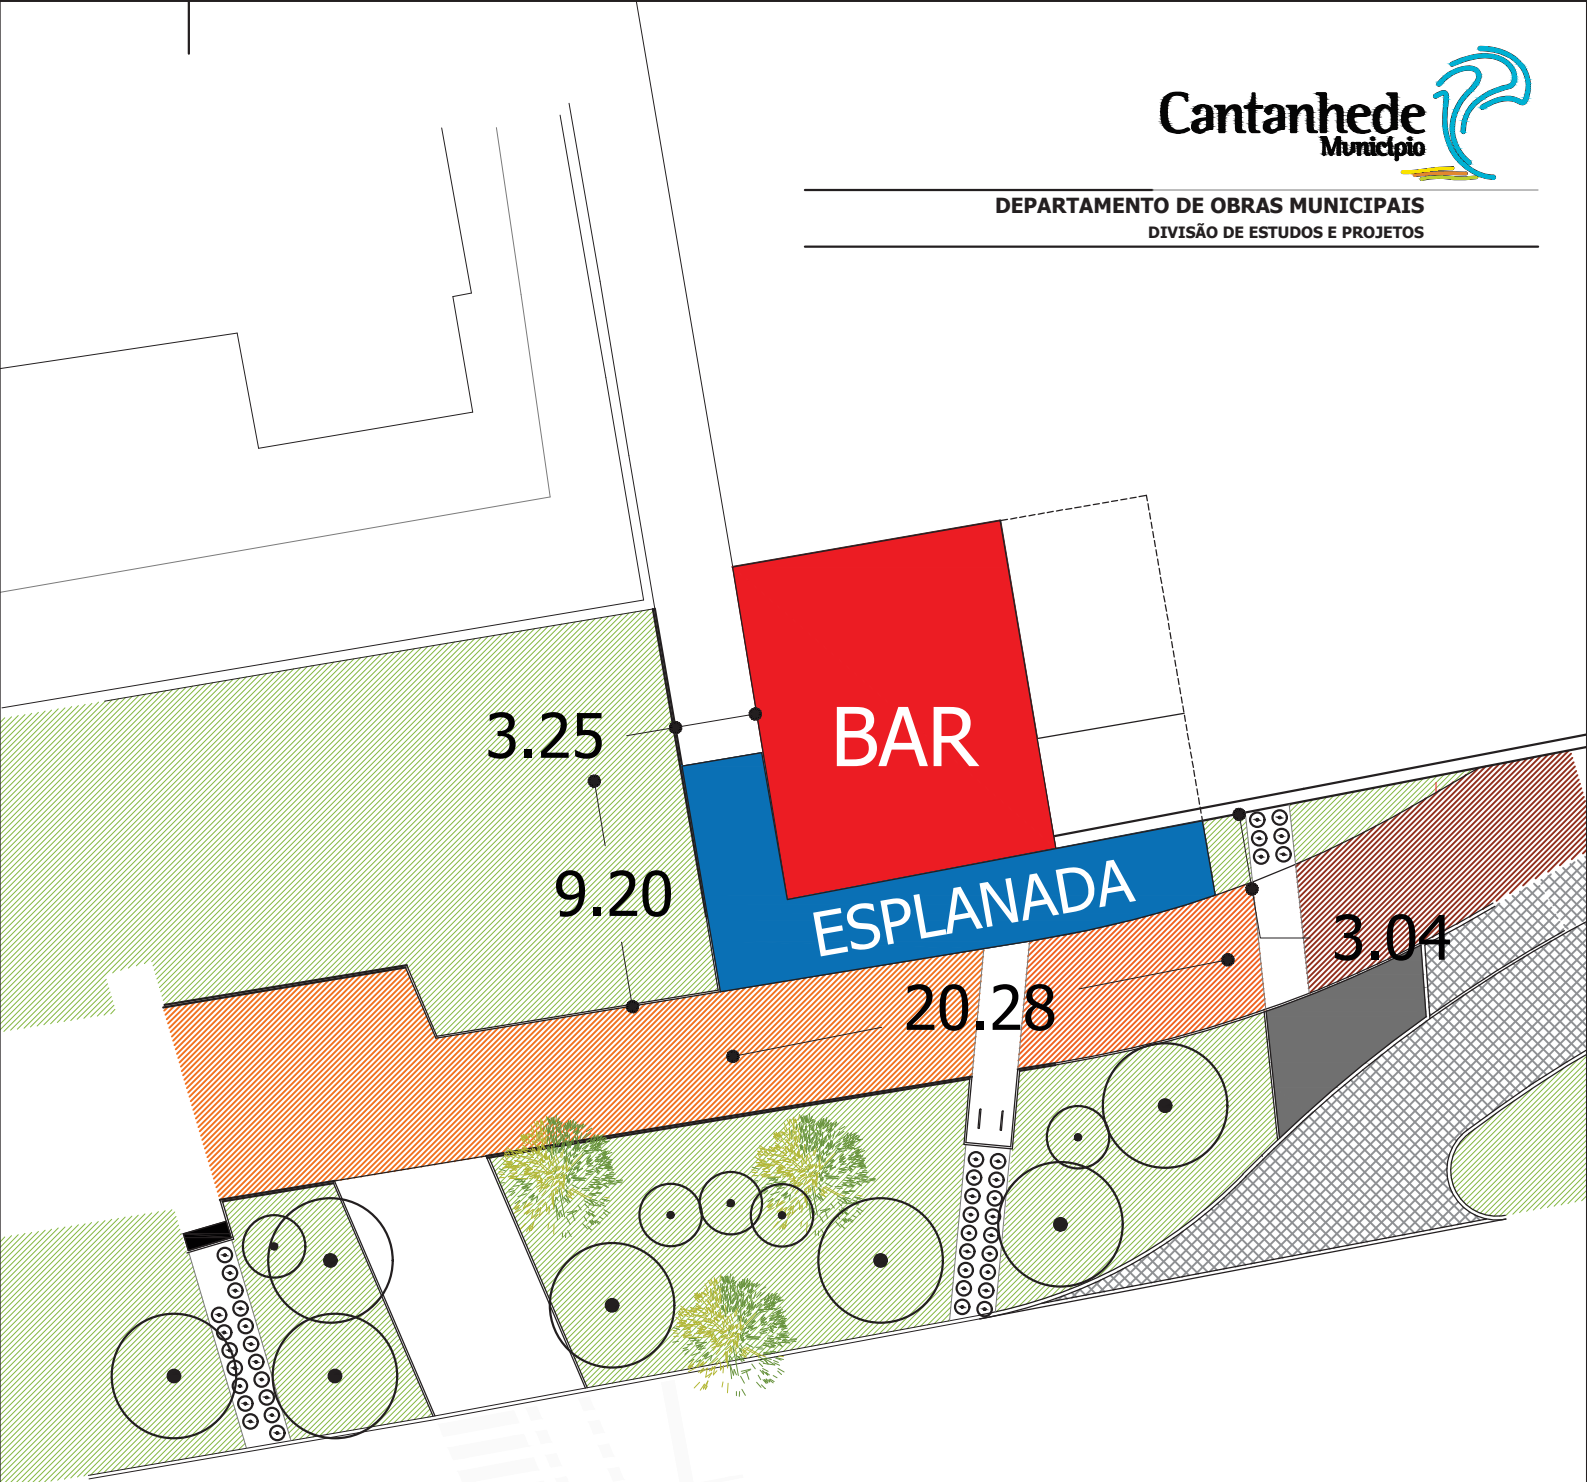 Cantanhede
Município
DEPARTAMENTO DE OBRAS MUNICIPAIS
DIVISÃO DE ESTUDOS E PROJETOS
3.25
BAR
9.20
ESPLANADA
3.04
20.28